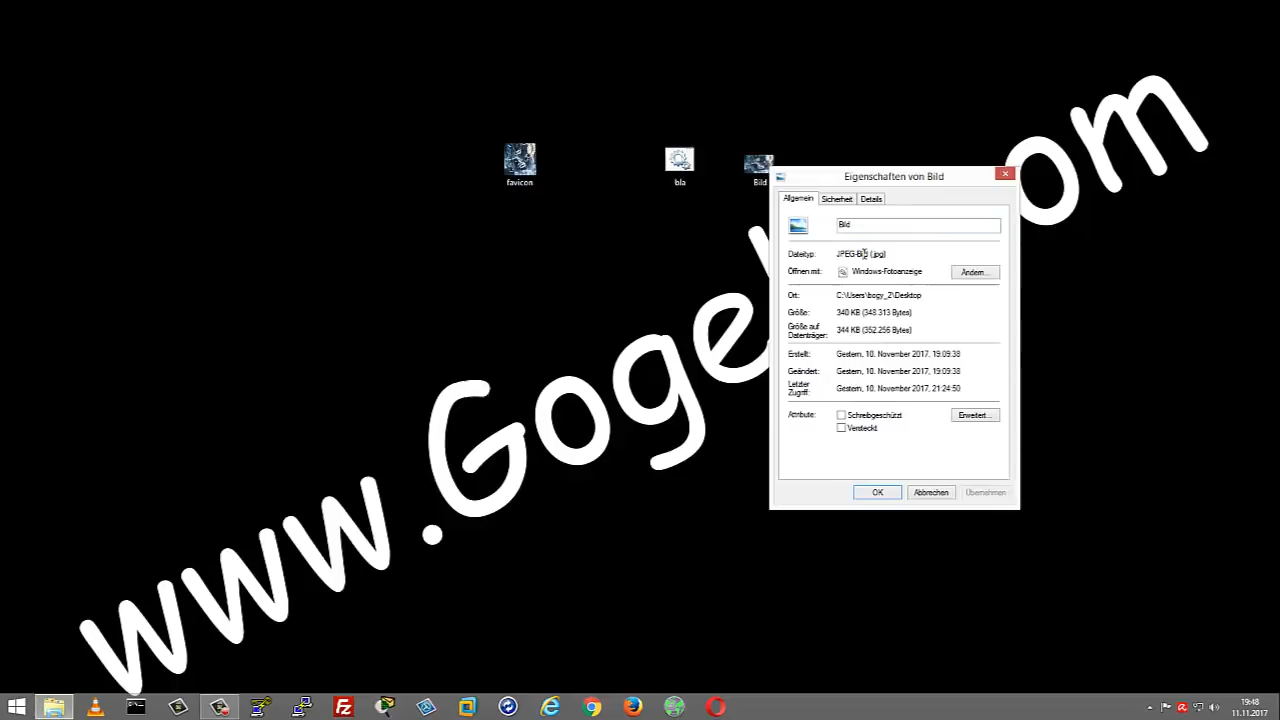 www.Goge
om
favicon
bla
Bild
Eigenschaften von Bild
Allgemein
Sicherheit
Details
Bild
Dateityp:
(.jpg)
Öffnen mit:
Windows-Fotoanzeige
Ändern...
Ort:
C:\Users\bogy_2\Desktop
Größe:
340 KB (348.313 Bytes)
Größe auf
Datenträger:
344 KB (352.256 Bytes)
Erstellt:
Gestern, 10. November 2017, 19:09:38
Geändert:
Gestern, 10. November 2017, 19:09:38
Letzter
Zugriff:
Gestern, 10. November 2017, 21:24:50
Attribute:
Schreibgeschützt
Erweitert...
Versteckt
OK
Abbrechen
Übernehmen
19:48
11.11.2017